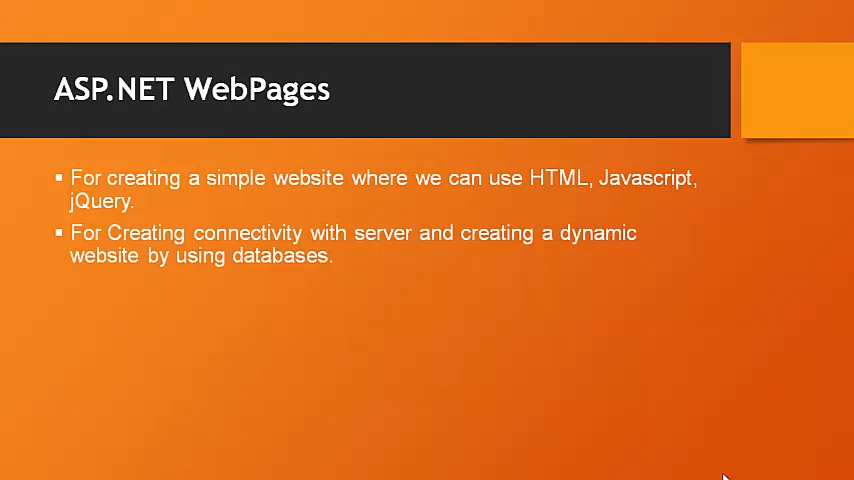 ASP.NET WebPages
▪ For creating a simple website where we can use HTML, Javascript,
jQuery.
▪ For Creating connectivity with server and creating a dynamic
website by using databases.